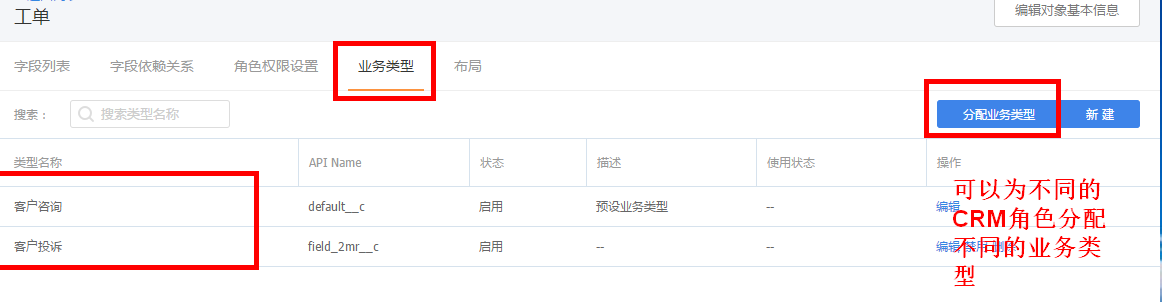 工单
编辑对象基本信息
字段列表 字段依赖关系 角色权限设置 业务类型 布局
搜索： 搜索类型名称 分配业务类型 新建
类型名称 API Name 状态 描述 使用状态 操作
客户咨询 default__c 启用 预设业务类型 -- 编辑
客户投诉 field_2mr__c 启用 -- -- 编辑 禁用 删除
可以为不同的
CRM角色分配
不同的业务类
型